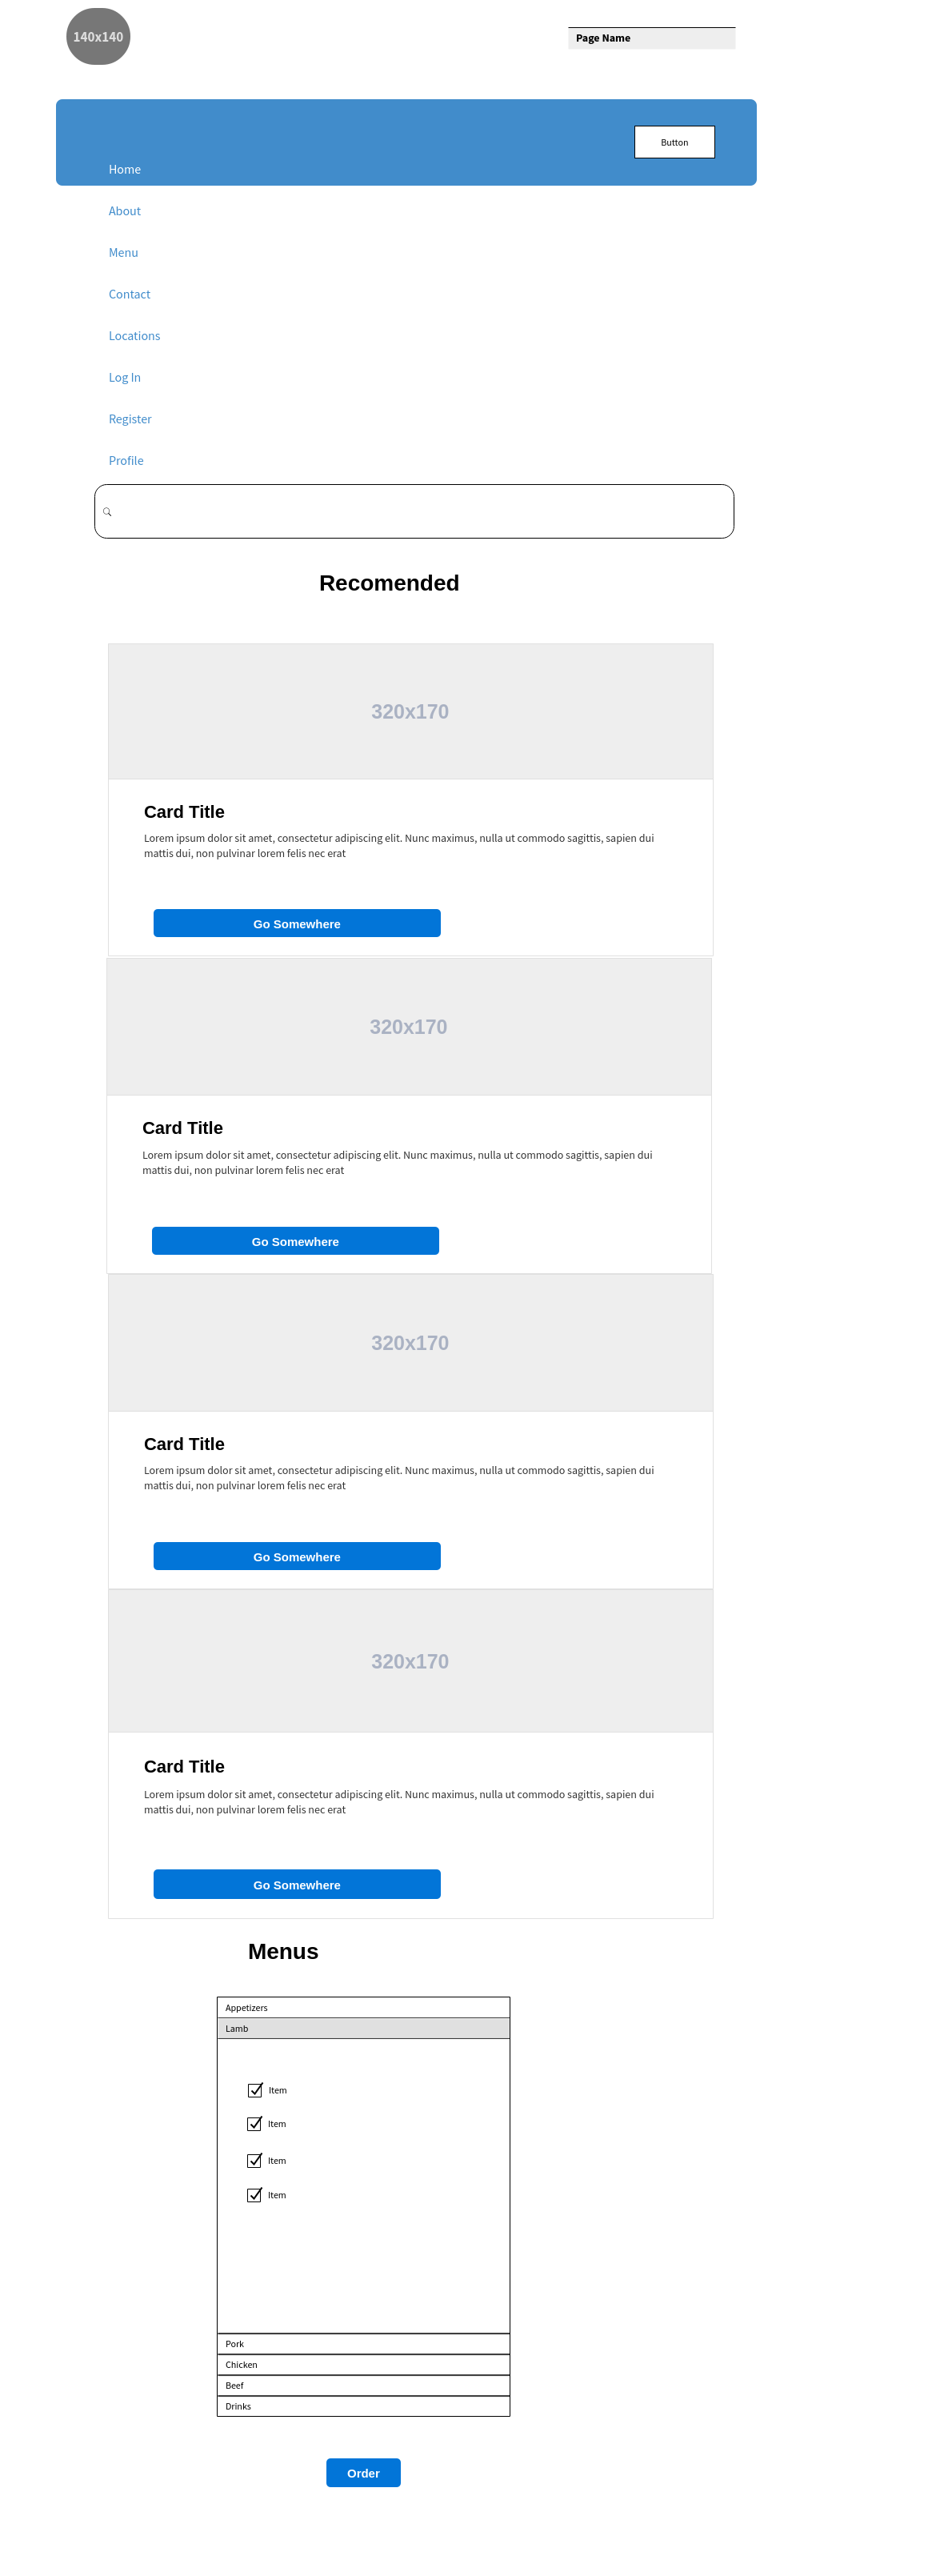 140x140
Page Name
Button
Home
About
Menu
Contact
Locations
Log In
Register
Profile
Recomended
320x170
Card Title
Lorem ipsum dolor sit amet, consectetur adipiscing elit. Nunc maximus, nulla ut commodo sagittis, sapien dui
mattis dui, non pulvinar lorem felis nec erat
Go Somewhere
320x170
Card Title
Lorem ipsum dolor sit amet, consectetur adipiscing elit. Nunc maximus, nulla ut commodo sagittis, sapien dui
mattis dui, non pulvinar lorem felis nec erat
Go Somewhere
320x170
Card Title
Lorem ipsum dolor sit amet, consectetur adipiscing elit. Nunc maximus, nulla ut commodo sagittis, sapien dui
mattis dui, non pulvinar lorem felis nec erat
Go Somewhere
320x170
Card Title
Lorem ipsum dolor sit amet, consectetur adipiscing elit. Nunc maximus, nulla ut commodo sagittis, sapien dui
mattis dui, non pulvinar lorem felis nec erat
Go Somewhere
Menus
Appetizers
Lamb
Item
Item
Item
Item
Pork
Chicken
Beef
Drinks
Order